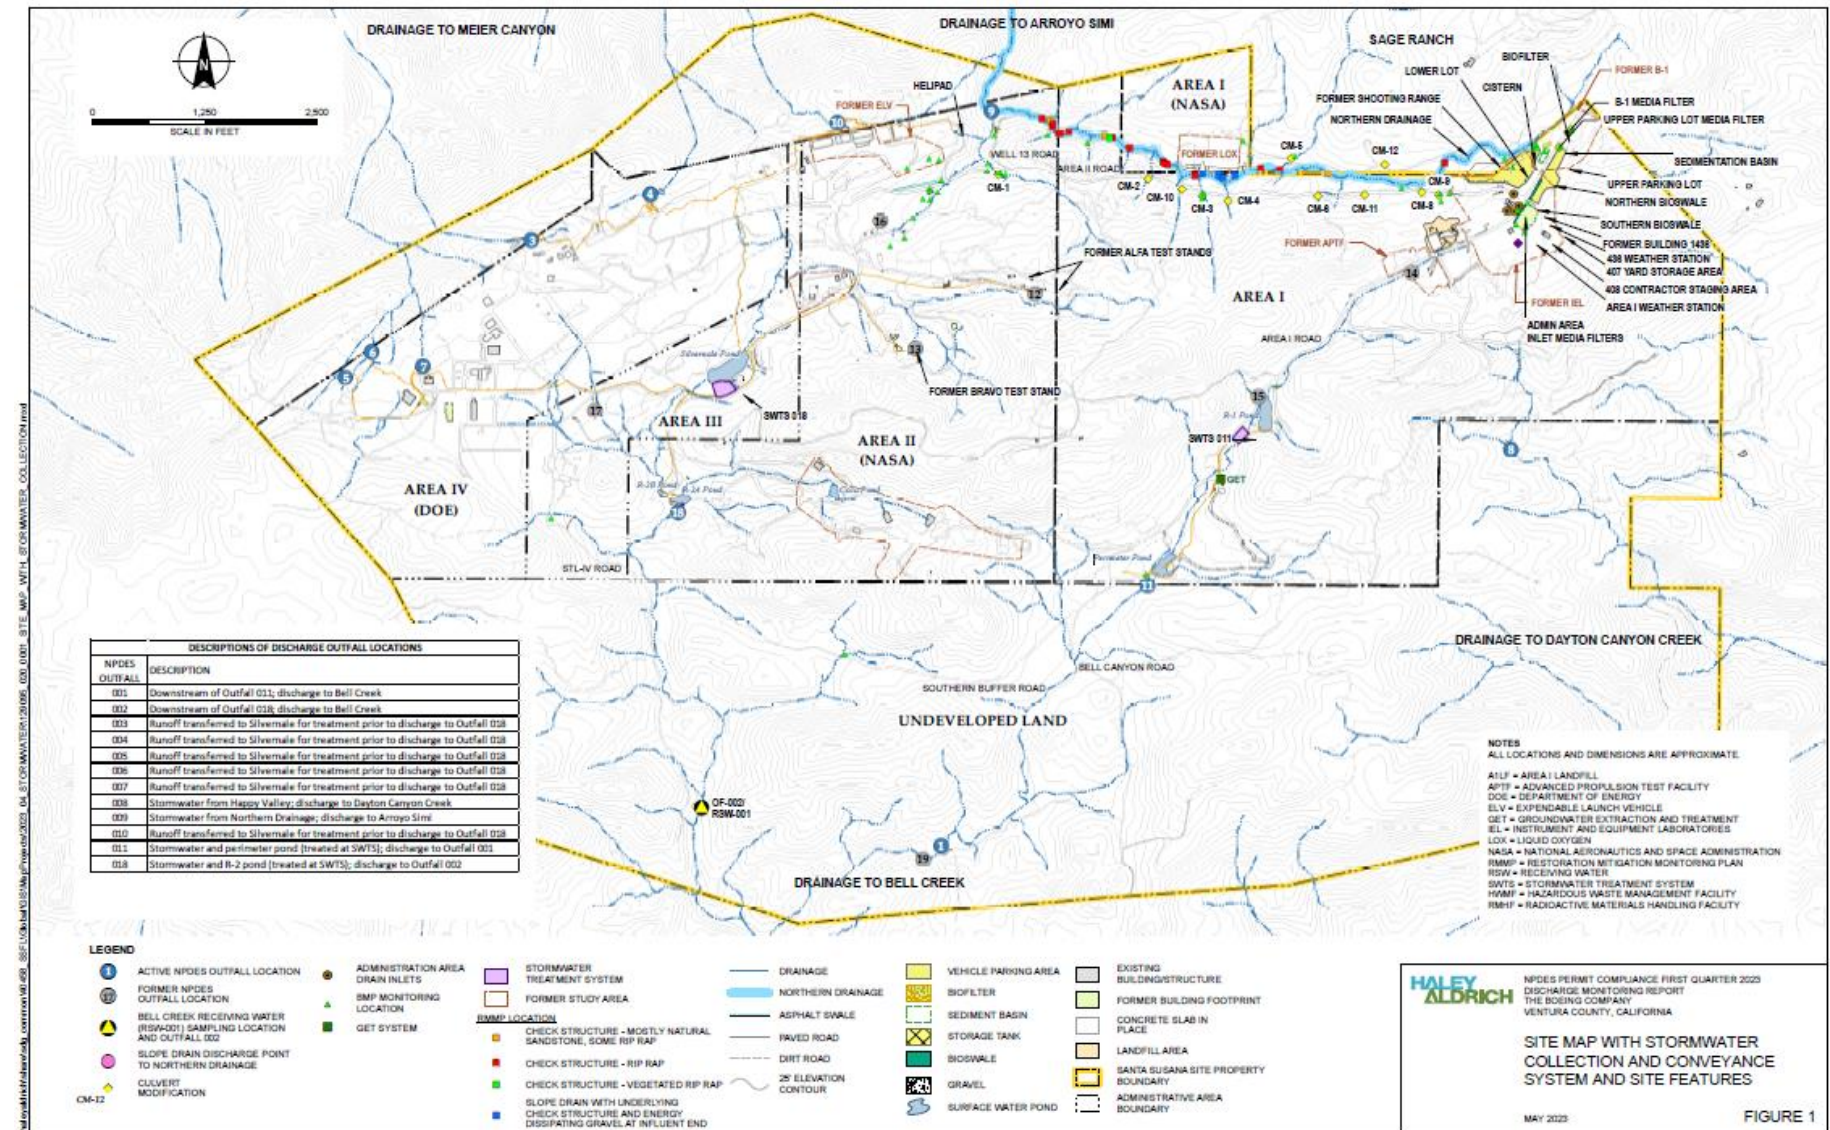 DRAINAGE TO MEIER CANYON
DRAINAGE TO ARROYO SIMI
SAGE RANCH
N
0 1,250 2,500
SCALE IN FEET
HELIPAD
FORMER ELV
AREA I
(NASA)
BIOFILTER
LOWER LOT
CISTERN
FORMER B-1
FORMER SHOOTING RANGE
NORTHERN DRAINAGE
B-1 MEDIA FILTER
UPPER PARKING LOT MEDIA FILTER
SEDIMENTATION BASIN
UPPER PARKING LOT
NORTHERN BIOSWALE
SOUTHERN BIOSWALE
FORMER BUILDING 1436
436 WEATHER STATION
407 YARD STORAGE AREA
408 CONTRACTOR STAGING AREA
AREA I WEATHER STATION
FORMER IEL
ADMIN AREA
INLET MEDIA FILTERS
9
10
WELL 13 ROAD
AREA II ROAD
FORMER LOX
CM-1
CM-2
CM-10
CM-3
CM-4
CM-5
CM-6
CM-11
CM-12
CM-8
CM-9
4
3
16
FORMER ALFA TEST STANDS
12
FORMER APTF
14
AREA I
AREA I ROAD
6
5
7
17
Silvernale Pond
SWTS 018
13
FORMER BRAVO TEST STAND
AREA III
AREA II
(NASA)
15
R-1 Pond
SWTS 011
8
GET
AREA IV
(DOE)
R-2B Pond
R-2A Pond
18
Perimeter Pond
11
STL-IV ROAD
DRAINAGE TO DAYTON CANYON CREEK
BELL CANYON ROAD
SOUTHERN BUFFER ROAD
UNDEVELOPED LAND
OF-002/
RSW-001
1
19
DRAINAGE TO BELL CREEK
DESCRIPTIONS OF DISCHARGE OUTFALL LOCATIONS
NPDES OUTFALL DESCRIPTION
001 Downstream of Outfall 011; discharge to Bell Creek
002 Downstream of Outfall 018; discharge to Bell Creek
003 Runoff transferred to Silvernale for treatment prior to discharge to Outfall 018
004 Runoff transferred to Silvernale for treatment prior to discharge to Outfall 018
005 Runoff transferred to Silvernale for treatment prior to discharge to Outfall 018
006 Runoff transferred to Silvernale for treatment prior to discharge to Outfall 018
007 Runoff transferred to Silvernale for treatment prior to discharge to Outfall 018
008 Stormwater from Happy Valley; discharge to Dayton Canyon Creek
009 Stormwater from Northern Drainage; discharge to Arroyo Simi
010 Runoff transferred to Silvernale for treatment prior to discharge to Outfall 018
011 Stormwater and perimeter pond (treated at SWTS); discharge to Outfall 001
018 Stormwater and R-2 pond (treated at SWTS); discharge to Outfall 002
NOTES
ALL LOCATIONS AND DIMENSIONS ARE APPROXIMATE.
A1LF = AREA I LANDFILL
APTF = ADVANCED PROPULSION TEST FACILITY
DOE = DEPARTMENT OF ENERGY
ELV = EXPENDABLE LAUNCH VEHICLE
GET = GROUNDWATER EXTRACTION AND TREATMENT
IEL = INSTRUMENT AND EQUIPMENT LABORATORIES
LOX = LIQUID OXYGEN
NASA = NATIONAL AERONAUTICS AND SPACE ADMINISTRATION
RMMP = RESTORATION MITIGATION MONITORING PLAN
RSW = RECEIVING WATER
SWTS = STORMWATER TREATMENT SYSTEM
HWMF = HAZARDOUS WASTE MANAGEMENT FACILITY
RMHF = RADIOACTIVE MATERIALS HANDLING FACILITY
LEGEND
1 ACTIVE NPDES OUTFALL LOCATION
FORMER NPDES
OUTFALL LOCATION
BELL CREEK RECEIVING WATER
(RSW-001) SAMPLING LOCATION
AND OUTFALL 002
SLOPE DRAIN DISCHARGE POINT
TO NORTHERN DRAINAGE
CM-12 CULVERT
MODIFICATION
ADMINISTRATION AREA
DRAIN INLETS
BMP MONITORING
LOCATION
GET SYSTEM
STORMWATER
TREATMENT SYSTEM
FORMER STUDY AREA
RMMP LOCATION
CHECK STRUCTURE - MOSTLY NATURAL
SANDSTONE, SOME RIP RAP
CHECK STRUCTURE - RIP RAP
CHECK STRUCTURE - VEGETATED RIP RAP
SLOPE DRAIN WITH UNDERLYING
CHECK STRUCTURE AND ENERGY
DISSIPATING GRAVEL AT INFLUENT END
DRAINAGE
NORTHERN DRAINAGE
ASPHALT SWALE
PAVED ROAD
DIRT ROAD
25' ELEVATION
CONTOUR
VEHICLE PARKING AREA
BIOFILTER
SEDIMENT BASIN
STORAGE TANK
BIOSWALE
GRAVEL
SURFACE WATER POND
EXISTING
BUILDING/STRUCTURE
FORMER BUILDING FOOTPRINT
CONCRETE SLAB IN
PLACE
LANDFILL AREA
SANTA SUSANA SITE PROPERTY
BOUNDARY
ADMINISTRATIVE AREA
BOUNDARY
HALEY
ALDRICH
NPDES PERMIT COMPLIANCE FIRST QUARTER 2023
DISCHARGE MONITORING REPORT
THE BOEING COMPANY
VENTURA COUNTY, CALIFORNIA
SITE MAP WITH STORMWATER
COLLECTION AND CONVEYANCE
SYSTEM AND SITE FEATURES
MAY 2023
FIGURE 1